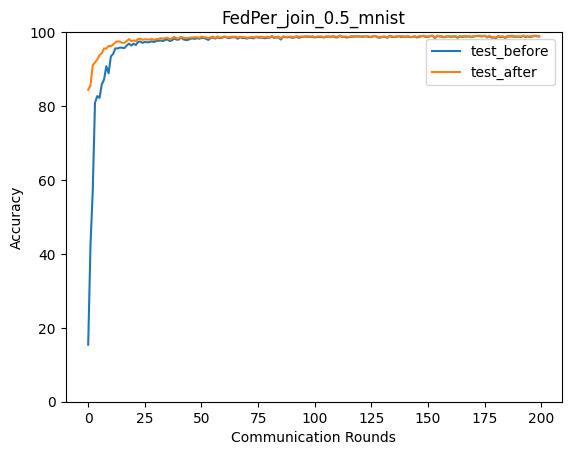 FedPer_join_0.5_mnist
test_before
test_after
Accuracy
100
80
60
40
20
0
0 25 50 75 100 125 150 175 200
Communication Rounds